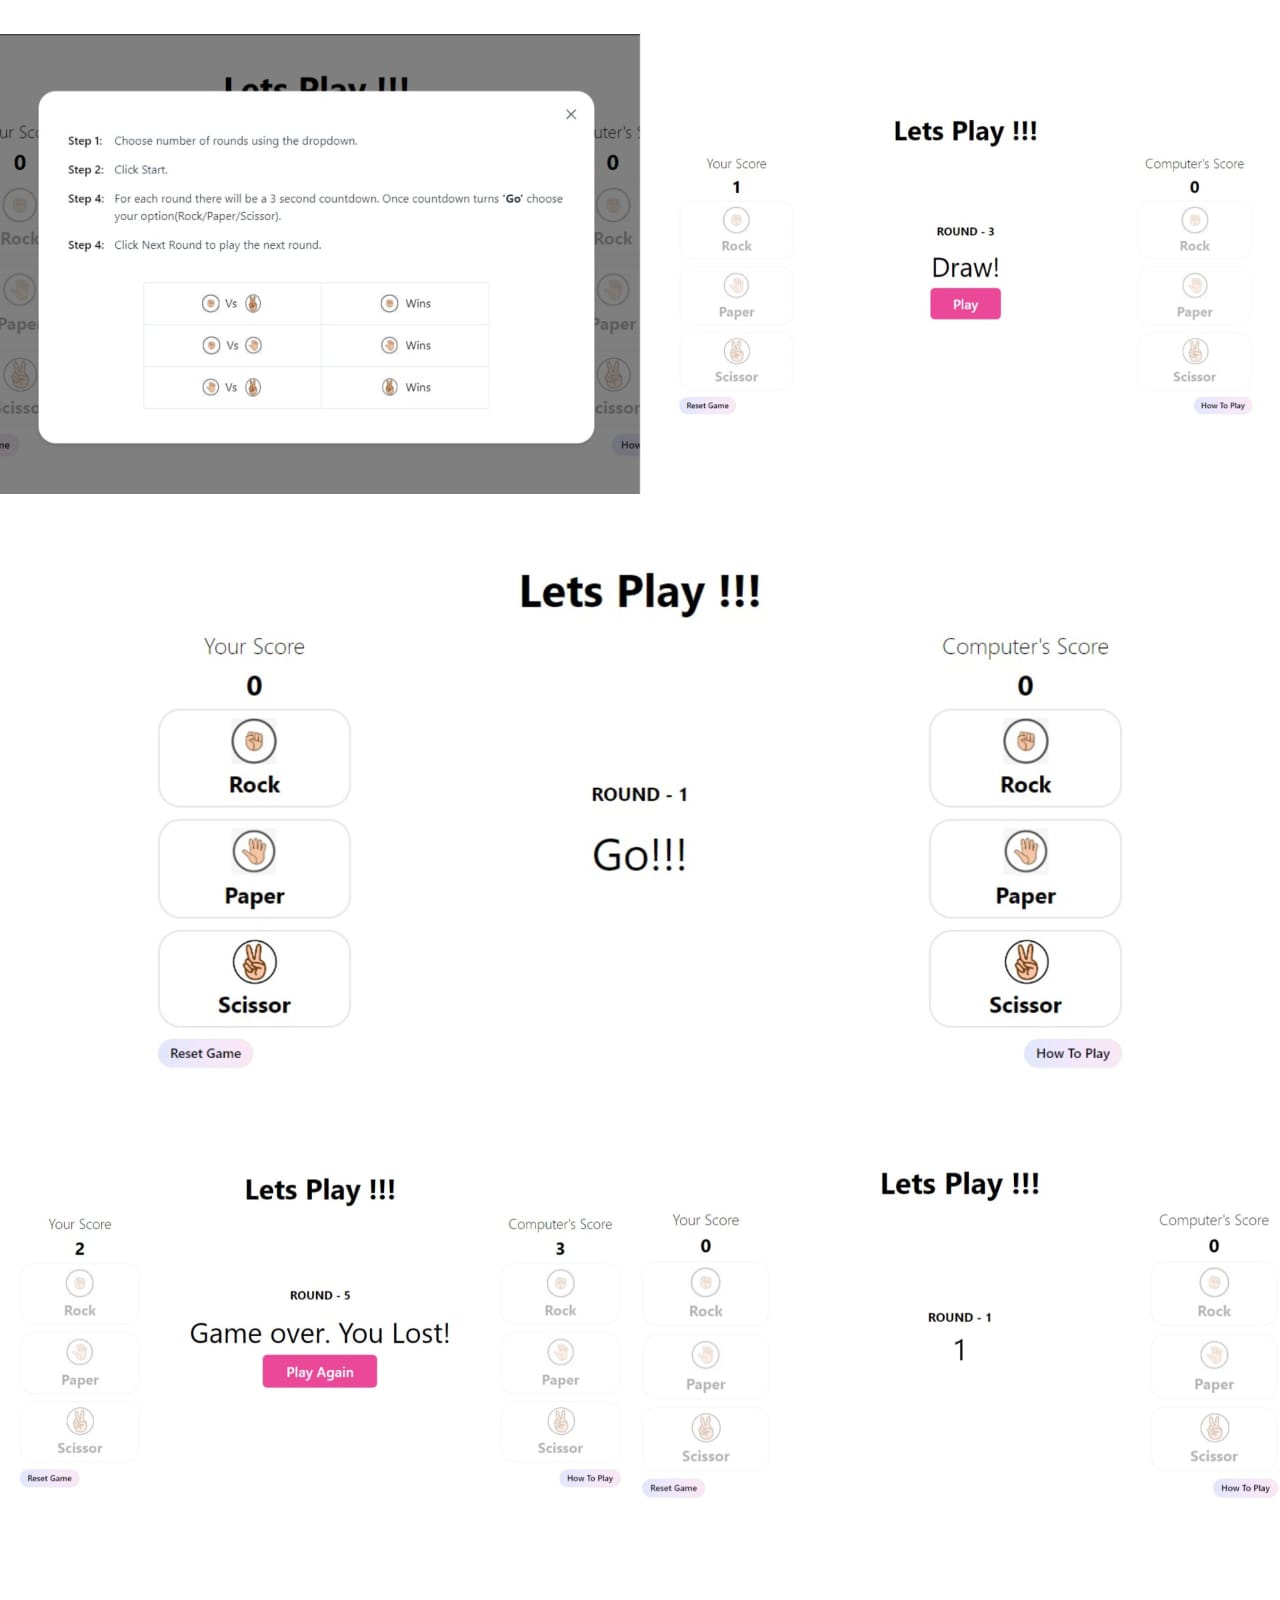 Lets Play !!!
ur Sc
0
Rock
Pape
cisso
me
Step 1: Choose number of rounds using the dropdown.
Step 2: Click Start.
Step 4: For each round there will be a 3 second countdown. Once countdown turns 'Go' choose
your option(Rock/Paper/Scissor).
Step 4: Click Next Round to play the next round.
Vs Wins
Vs Wins
Vs Wins
uter's S
0
Rock
Paper
cissor
How
Lets Play !!!
Your Score
1
Rock
Paper
Scissor
Reset Game
ROUND - 3
Draw!
Play
Computer's Score
0
Rock
Paper
Scissor
How To Play
Lets Play !!!
Your Score
0
Rock
Paper
Scissor
Reset Game
ROUND - 1
Go!!!
Computer's Score
0
Rock
Paper
Scissor
How To Play
Lets Play !!!
Your Score
2
Rock
Paper
Scissor
Reset Game
ROUND - 5
Game over. You Lost!
Play Again
Computer's Score
3
Rock
Paper
Scissor
How To Play
Lets Play !!!
Your Score
0
Rock
Paper
Scissor
Reset Game
ROUND - 1
1
Computer's Score
0
Rock
Paper
Scissor
How To Play